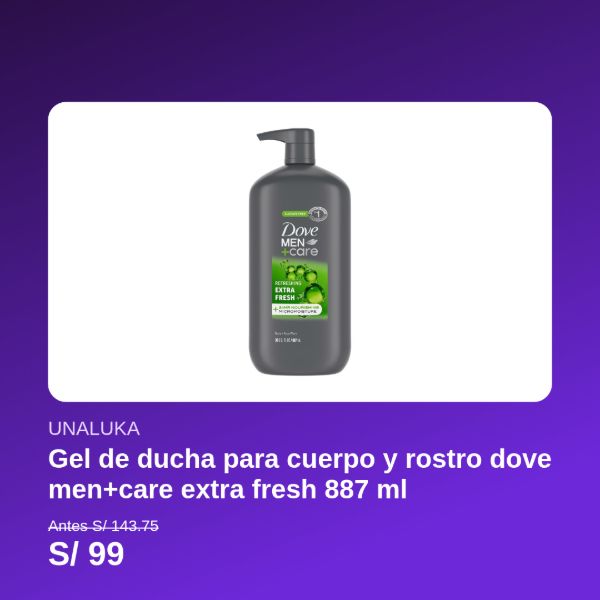 Dove
MEN
+care
REFRESHING
EXTRA
FRESH
MICROMOISTURE
UNALUKA
Gel de ducha para cuerpo y rostro dove
men+care extra fresh 887 ml
Antes S/ 143.75
S/ 99